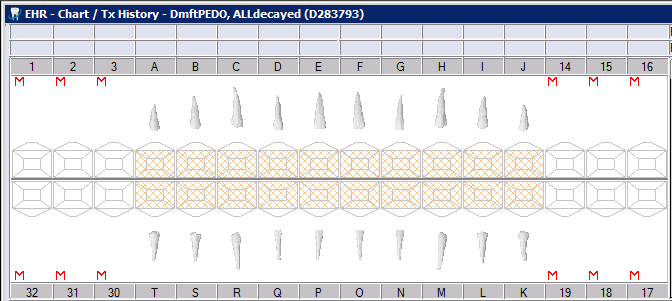 EHR - Chart / Tx History - DmftPEDO, ALLdecayed (D283793)
1 2 3 A B C D E F G H I J 14 15 16
M M M M M M
M M M M M M
32 31 30 T S R Q P O N M L K 19 18 17